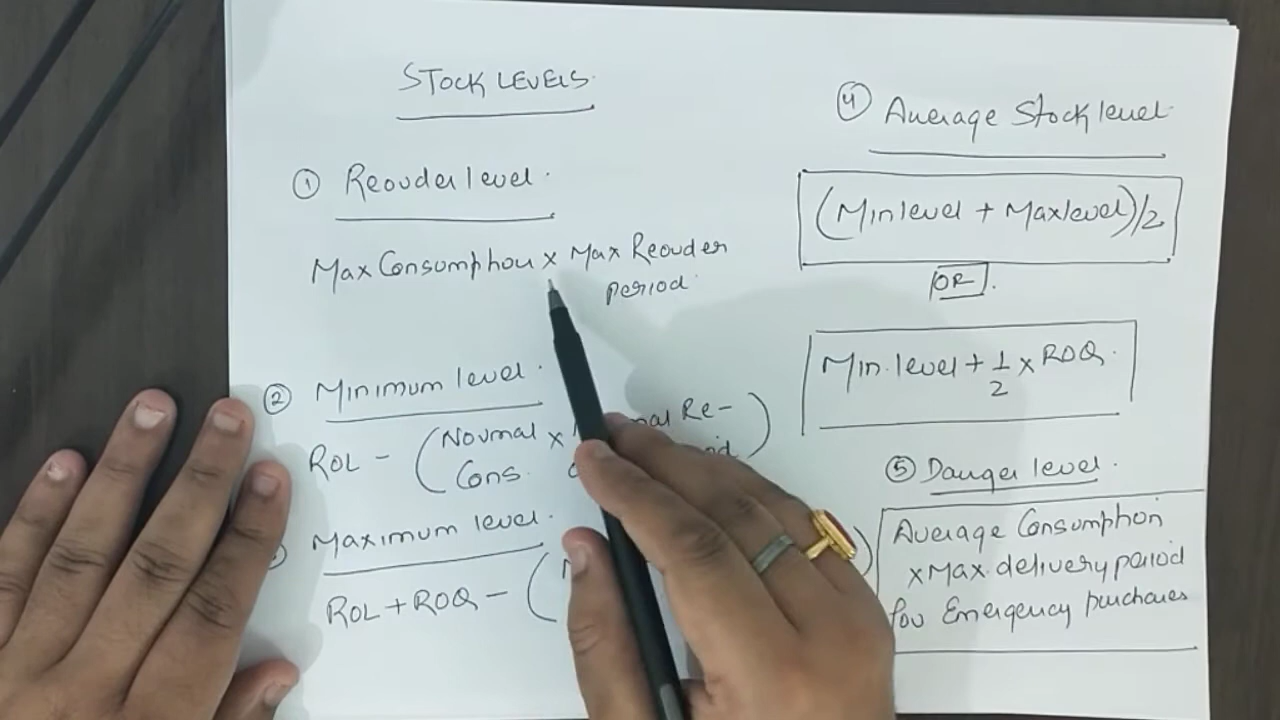 STOCK LEVELS.
① Reorder level.
Max Consumption x Max Reorder
period.
② Minimum level.
ROL - (Normal x Re-
Cons.
Maximum level.
ROL + ROQ - (
④ Average Stock level
(Min level + Max level)/2
OR.
Min. level + 1/2 x ROQ.
⑤ Danger level.
Average Consumption
x Max. delivery period
for Emergency purchases